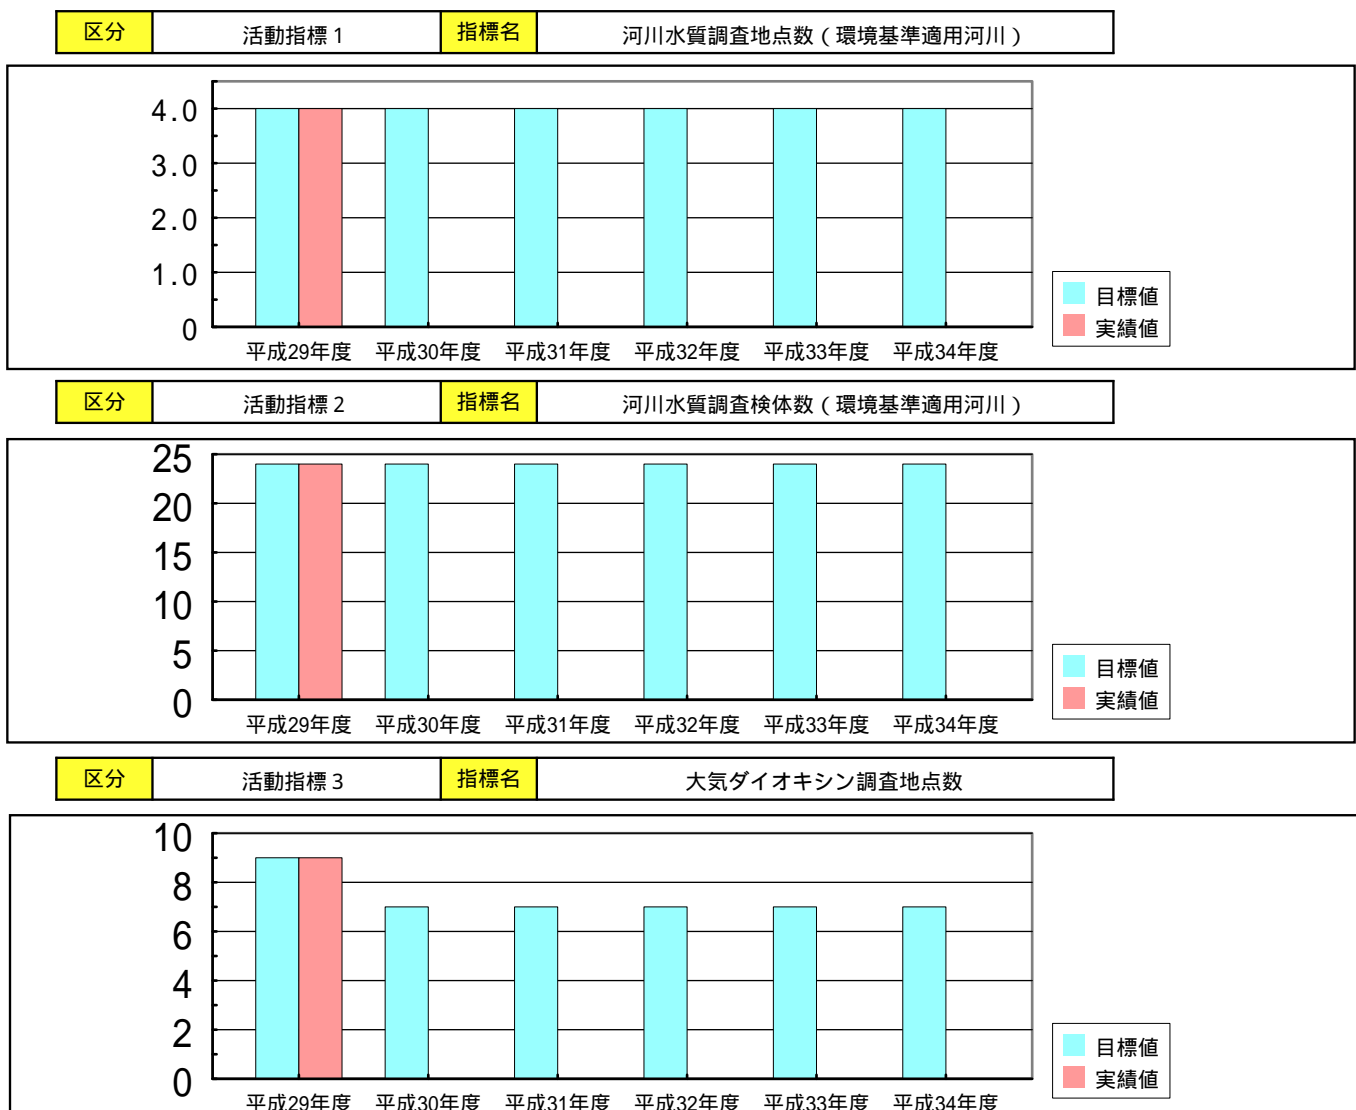 区分 活動指標1 指標名 河川水質調査地点数（環境基準適用河川）
4.0
3.0
2.0
1.0
0
平成29年度 平成30年度 平成31年度 平成32年度 平成33年度 平成34年度
目標値
実績値
区分 活動指標2 指標名 河川水質調査検体数（環境基準適用河川）
25
20
15
10
5
0
平成29年度 平成30年度 平成31年度 平成32年度 平成33年度 平成34年度
目標値
実績値
区分 活動指標3 指標名 大気ダイオキシン調査地点数
10
8
6
4
2
0
平成29年度 平成30年度 平成31年度 平成32年度 平成33年度 平成34年度
目標値
実績値